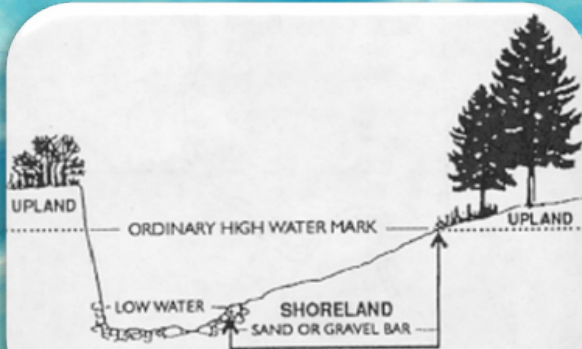 UPLAND
UPLAND
ORDINARY HIGH WATER MARK
LOW WATER
SHORELAND
SAND OR GRAVEL BAR